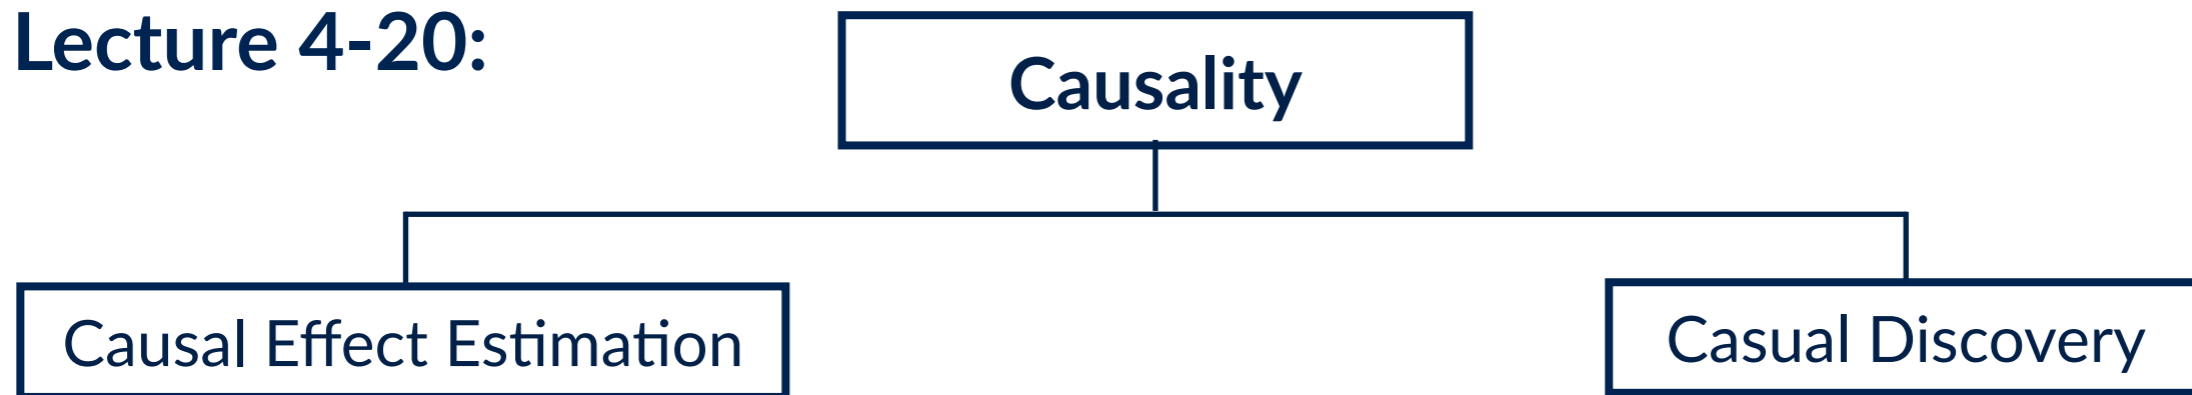 Lecture 4-20:
Causality
Causal Effect Estimation
Casual Discovery